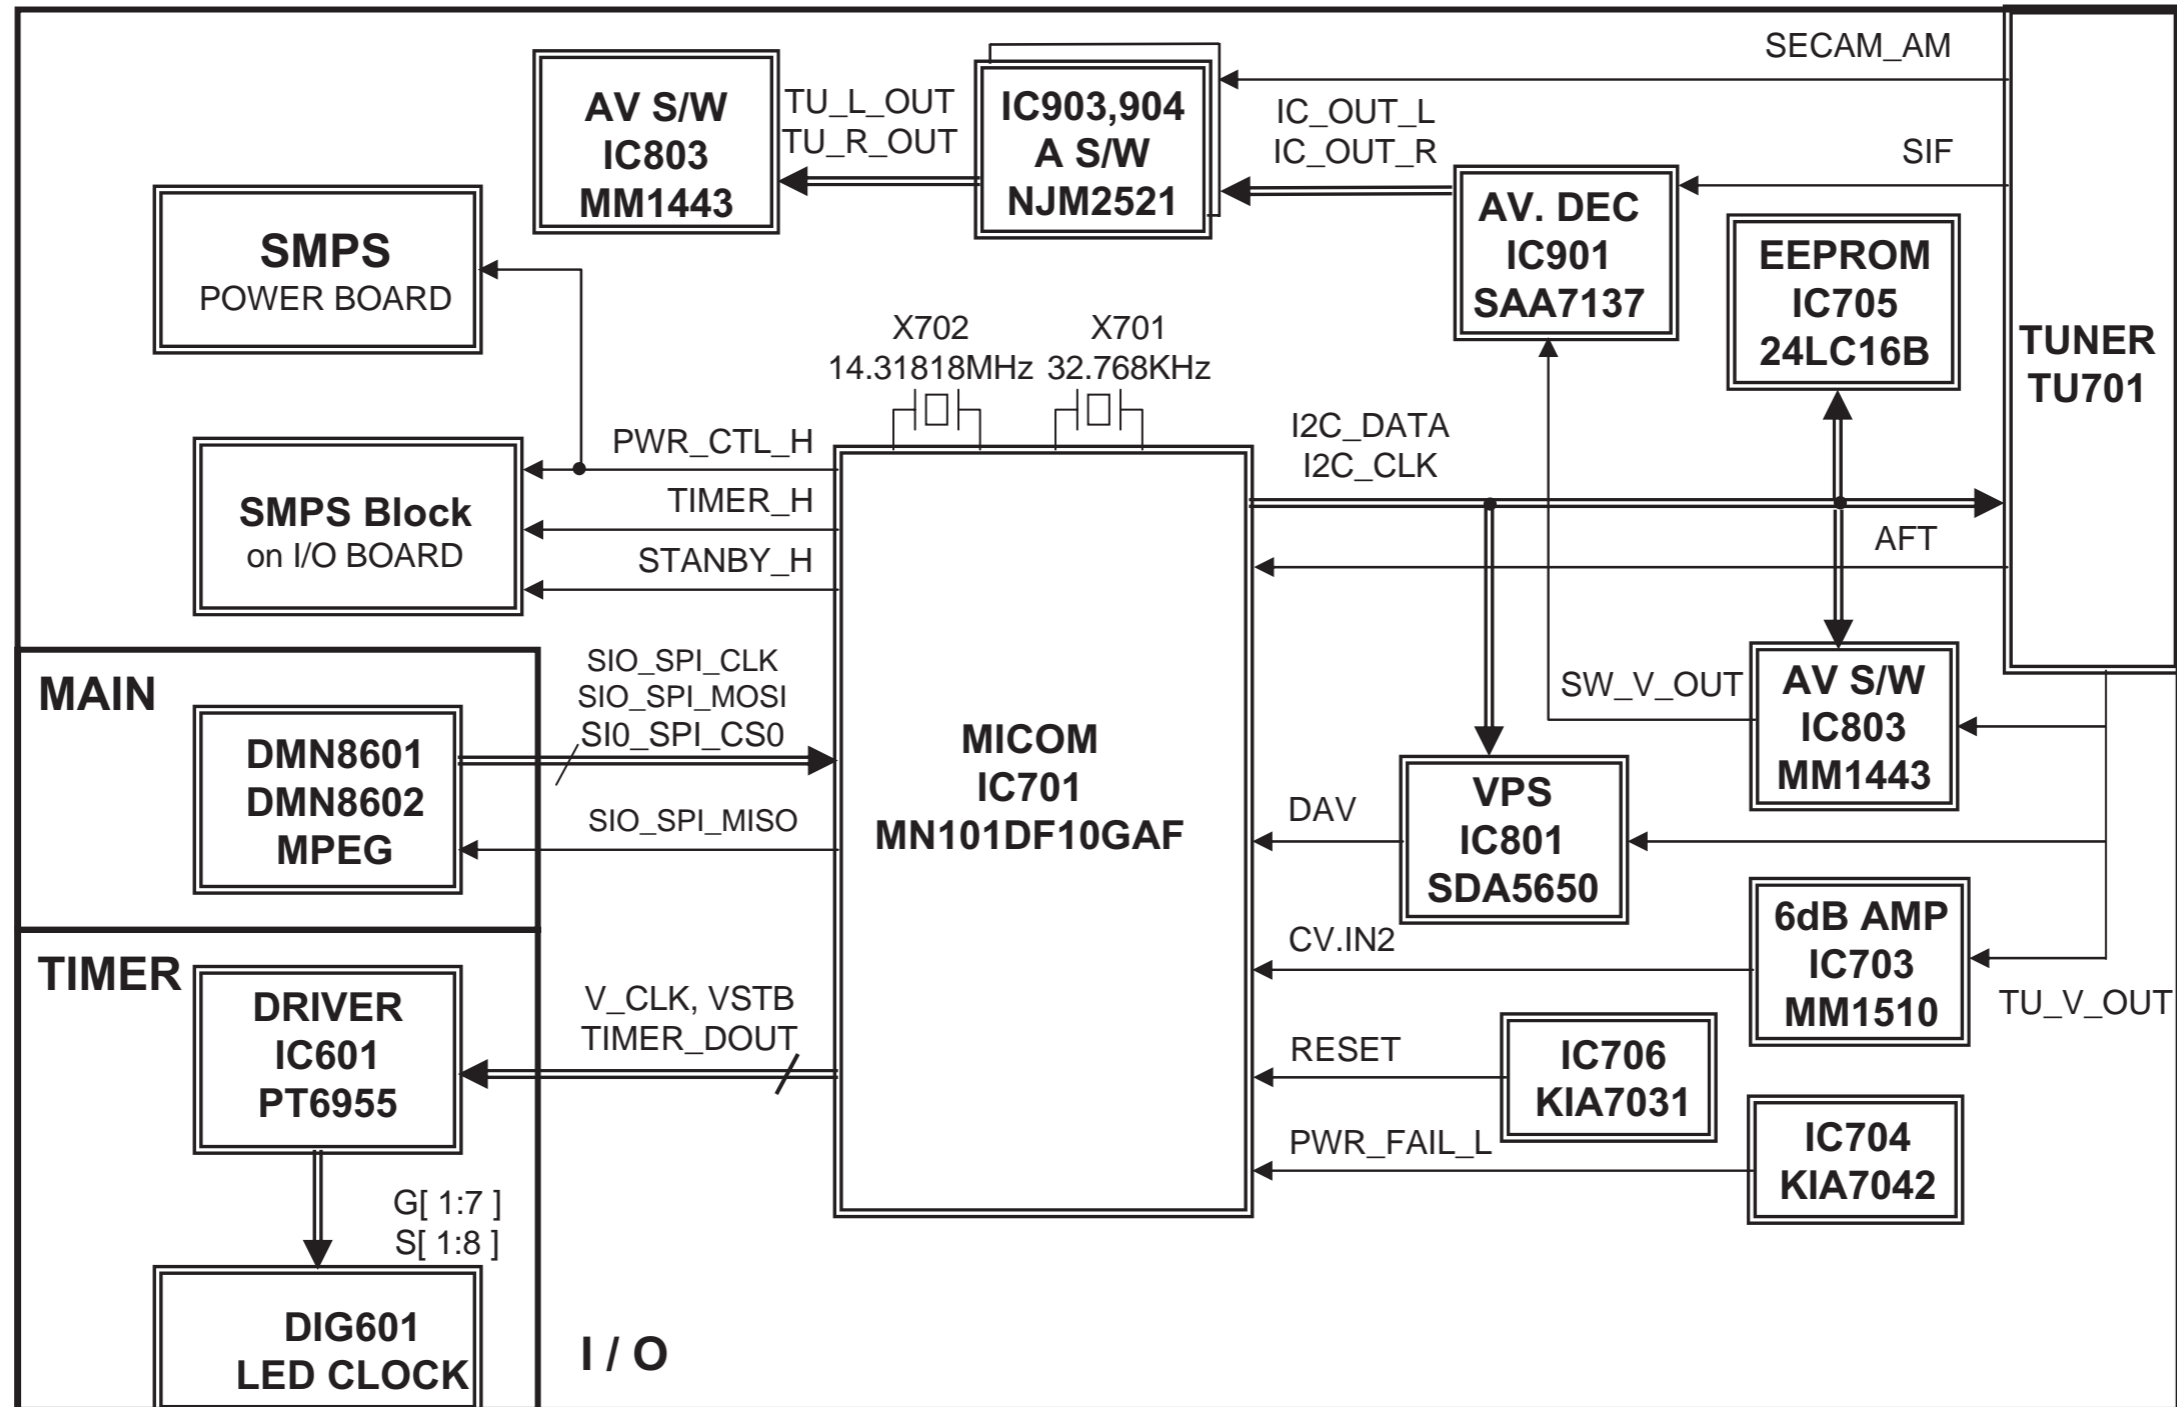 SECAM_AM
AV S/W
IC803
MM1443
TU_L_OUT
TU_R_OUT
IC903,904
A S/W
NJM2521
IC_OUT_L
IC_OUT_R
SIF
AV. DEC
IC901
SAA7137
EEPROM
IC705
24LC16B
TUNER
TU701
SMPS
POWER BOARD
X702
14.31818MHz
X701
32.768KHz
PWR_CTL_H
TIMER_H
STANBY_H
SMPS Block
on I/O BOARD
I2C_DATA
I2C_CLK
AFT
MAIN
DMN8601
DMN8602
MPEG
SIO_SPI_CLK
SIO_SPI_MOSI
SI0_SPI_CS0
SIO_SPI_MISO
MICOM
IC701
MN101DF10GAF
SW_V_OUT
AV S/W
IC803
MM1443
DAV
VPS
IC801
SDA5650
CV.IN2
6dB AMP
IC703
MM1510
TU_V_OUT
TIMER
DRIVER
IC601
PT6955
V_CLK, VSTB
TIMER_DOUT
RESET
IC706
KIA7031
PWR_FAIL_L
IC704
KIA7042
G[ 1:7 ]
S[ 1:8 ]
DIG601
LED CLOCK
I / O